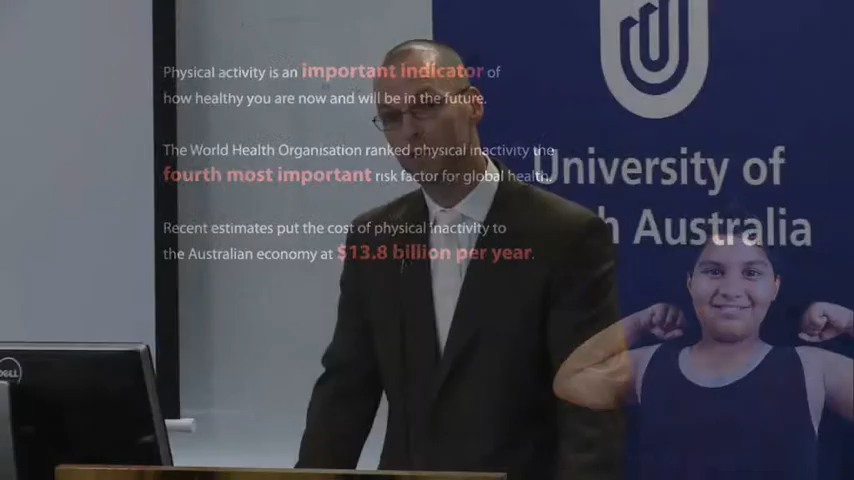 Physical activity is an important indicator of
how healthy you are now and will be in the future.
The World Health Organisation ranked physical inactivity the
fourth most important risk factor for global health.
Recent estimates put the cost of physical inactivity to
the Australian economy at $13.8 billion per year.
University of
h Australia
DELL